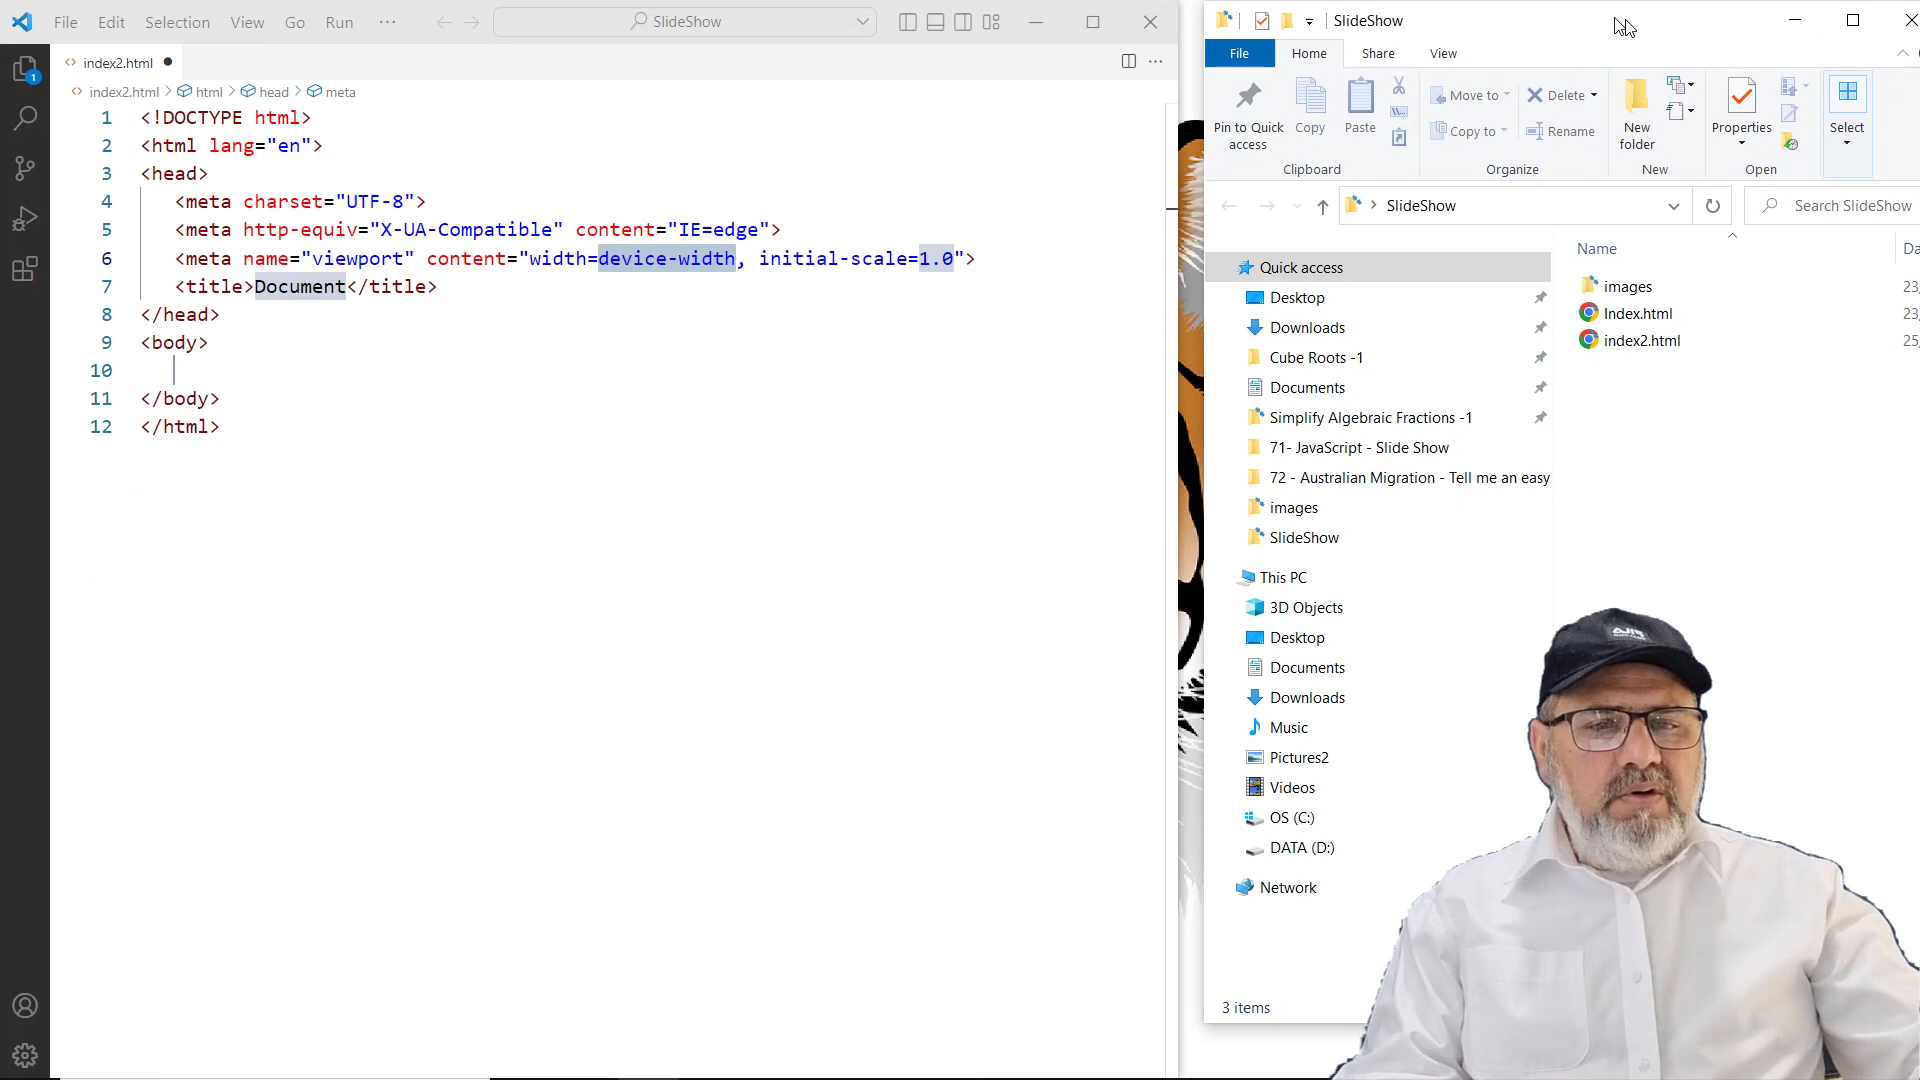 File Edit Selection View Go Run ··· SlideShow
index2.html
index2.html > html > head > meta
1 <!DOCTYPE html>
2 <html lang="en">
3 <head>
4 <meta charset="UTF-8">
5 <meta http-equiv="X-UA-Compatible" content="IE=edge">
6 <meta name="viewport" content="width=device-width, initial-scale=1.0">
7 <title>Document</title>
8 </head>
9 <body>
10
11 </body>
12 </html>
1
SlideShow
File Home Share View
Pin to Quick access
Copy
Paste
Move to
Copy to
Delete
Rename
New folder
Properties
Select
Clipboard Organize New Open
SlideShow
Search SlideShow
Name
images 23
Index.html 23
index2.html 25
Quick access
Desktop
Downloads
Cube Roots -1
Documents
Simplify Algebraic Fractions -1
71- JavaScript - Slide Show
72 - Australian Migration - Tell me an easy
images
SlideShow
This PC
3D Objects
Desktop
Documents
Downloads
Music
Pictures2
Videos
OS (C:)
DATA (D:)
Network
3 items